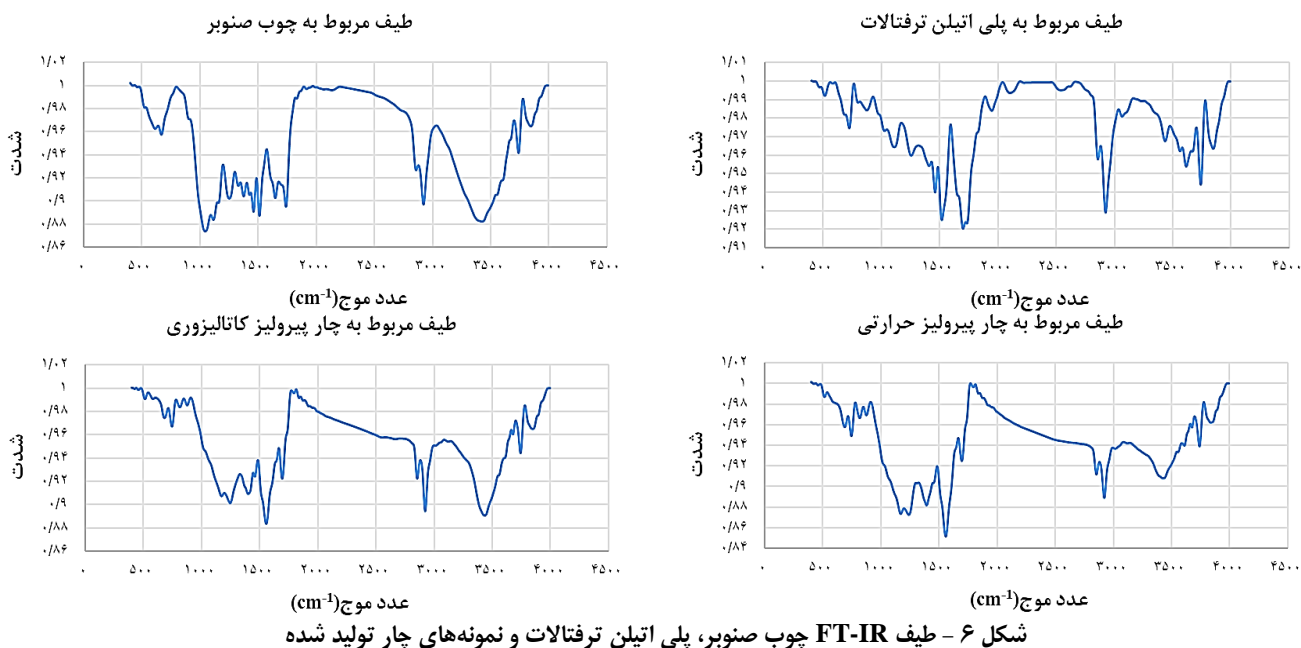 طیف مربوط به پلی اتیلن ترفتالات
۱/۰۱
۱
۰/۹۹
۰/۹۸
۰/۹۷
۰/۹۶
۰/۹۵
۰/۹۴
۰/۹۳
۰/۹۲
۰/۹۱
شدت
۰ ۵۰۰ ۱۰۰۰ ۱۵۰۰ ۲۰۰۰ ۲۵۰۰ ۳۰۰۰ ۳۵۰۰ ۴۰۰۰ ۴۵۰۰
عدد موج(cm-1)
طیف مربوط به چوب صنوبر
۱/۰۲
۱
۰/۹۸
۰/۹۶
۰/۹۴
۰/۹۲
۰/۹
۰/۸۸
۰/۸۶
شدت
۰ ۵۰۰ ۱۰۰۰ ۱۵۰۰ ۲۰۰۰ ۲۵۰۰ ۳۰۰۰ ۳۵۰۰ ۴۰۰۰ ۴۵۰۰
عدد موج(cm-1)
طیف مربوط به چار پیرولیز حرارتی
۱/۰۲
۱
۰/۹۸
۰/۹۶
۰/۹۴
۰/۹۲
۰/۹
۰/۸۸
۰/۸۶
۰/۸۴
شدت
۰ ۵۰۰ ۱۰۰۰ ۱۵۰۰ ۲۰۰۰ ۲۵۰۰ ۳۰۰۰ ۳۵۰۰ ۴۰۰۰ ۴۵۰۰
عدد موج(cm-1)
طیف مربوط به چار پیرولیز کاتالیزوری
۱/۰۲
۱
۰/۹۸
۰/۹۶
۰/۹۴
۰/۹۲
۰/۹
۰/۸۸
۰/۸۶
شدت
۰ ۵۰۰ ۱۰۰۰ ۱۵۰۰ ۲۰۰۰ ۲۵۰۰ ۳۰۰۰ ۳۵۰۰ ۴۰۰۰ ۴۵۰۰
عدد موج(cm-1)
شکل ۶ – طیف FT-IR چوب صنوبر، پلی اتیلن ترفتالات و نمونه‌های چار تولید شده